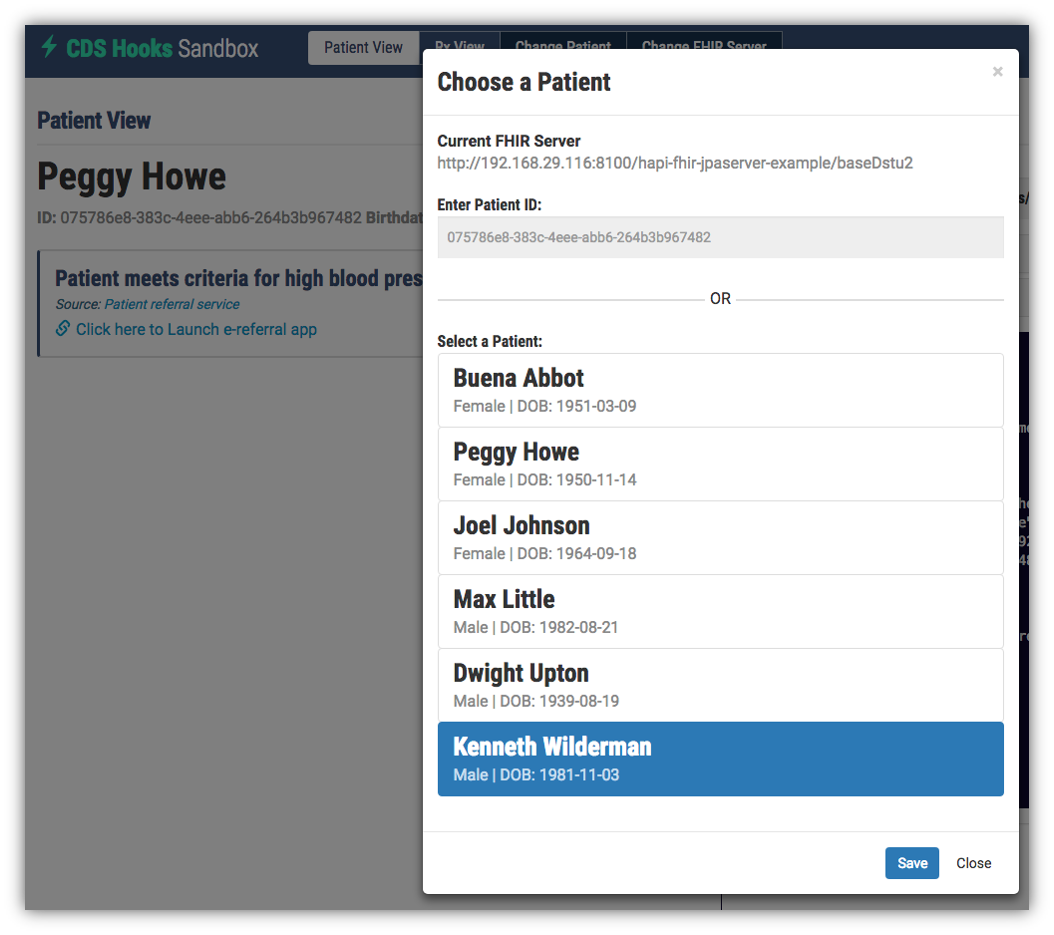 CDS Hooks Sandbox
Patient View
Rx View
Change Patient
Change FHIR Server
Patient View
Peggy Howe
ID: 075786e8-383c-4eee-abb6-264b3b967482
Patient meets criteria for high blood
Source: Patient referral service
Click here to Launch e-referral app
Choose a Patient
×
Current FHIR Server
http://192.168.29.116:8100/hapi-fhir-jpaserver-example/baseDstu2
Enter Patient ID:
075786e8-383c-4eee-abb6-264b3b967482
OR
Select a Patient:
Buena Abbot
Female | DOB: 1951-03-09
Peggy Howe
Female | DOB: 1950-11-14
Joel Johnson
Female | DOB: 1964-09-18
Max Little
Male | DOB: 1982-08-21
Dwight Upton
Male | DOB: 1939-08-19
Kenneth Wilderman
Male | DOB: 1981-11-03
Save
Close